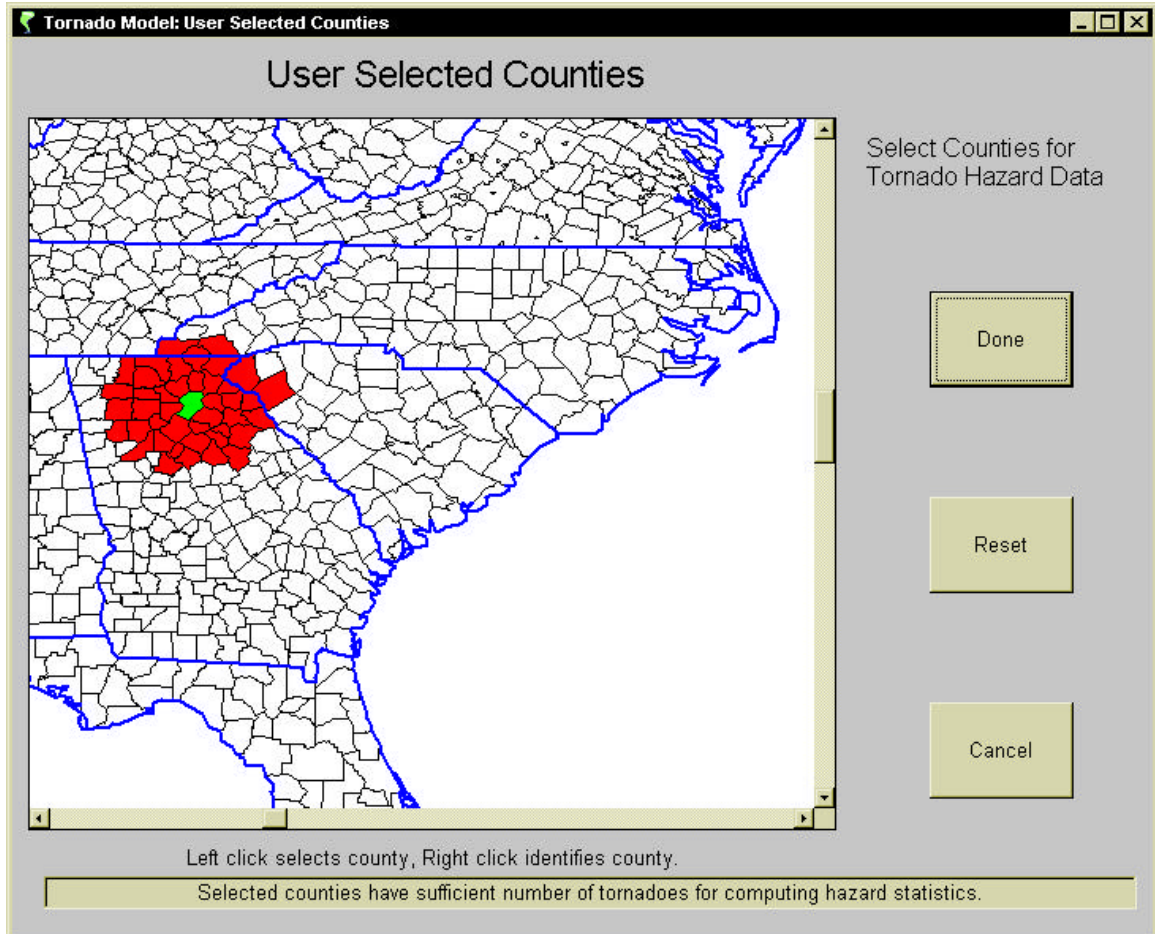 Tornado Model: User Selected Counties
User Selected Counties
Select Counties for
Tornado Hazard Data
Done
Reset
Cancel
Left click selects county, Right click identifies county.
Selected counties have sufficient number of tornadoes for computing hazard statistics.